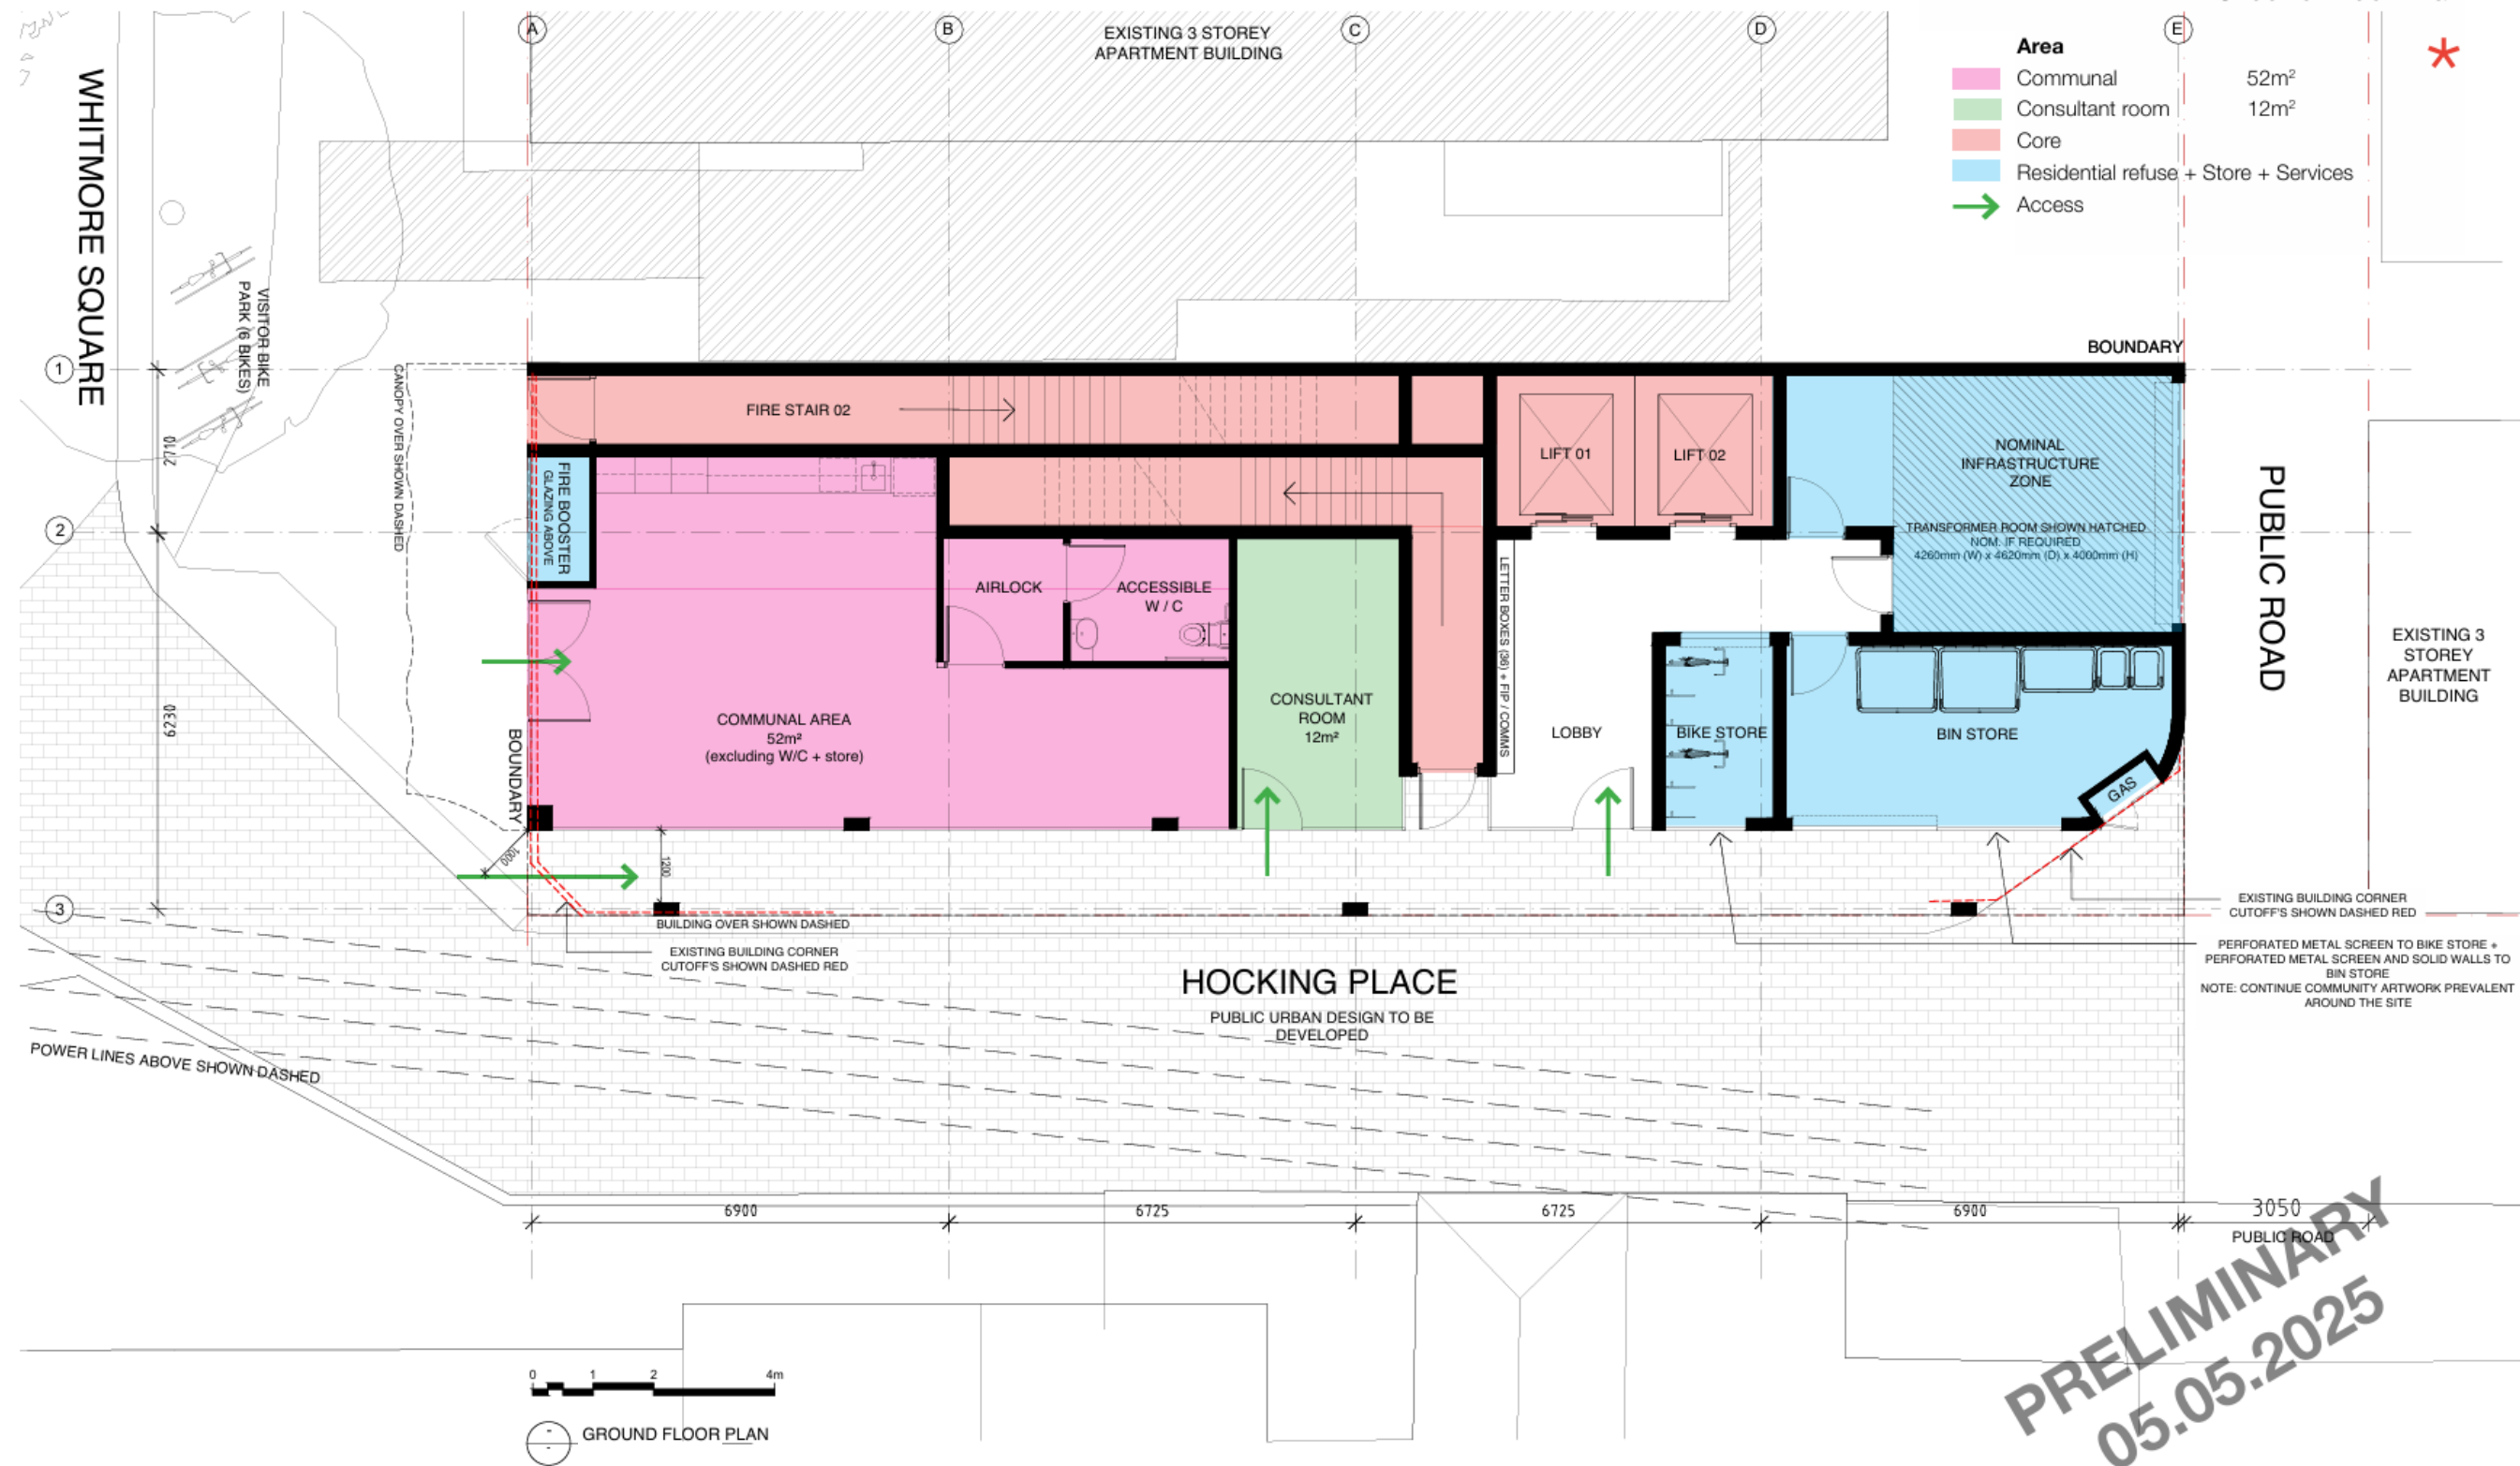 A
B
C
D
E
EXISTING 3 STOREY
APARTMENT BUILDING
Area
Communal 52m²
Consultant room 12m²
Core
Residential refuse + Store + Services
Access
*
WHITMORE SQUARE
VISITOR BIKE
PARK (6 BIKES)
CANOPY OVER SHOWN DASHED
1
2
3
2710
6230
BOUNDARY
FIRE STAIR 02
LIFT 01
LIFT 02
NOMINAL
INFRASTRUCTURE
ZONE
TRANSFORMER ROOM SHOWN HATCHED
NOM. IF REQUIRED
4260mm (W) x 4620mm (D) x 4000mm (H)
FIRE BOOSTER
GLAZING ABOVE
AIRLOCK
ACCESSIBLE
W / C
LETTER BOXES (36) + FIP / COMMS
PUBLIC ROAD
EXISTING 3
STOREY
APARTMENT
BUILDING
COMMUNAL AREA
52m²
(excluding W/C + store)
CONSULTANT
ROOM
12m²
LOBBY
BIKE STORE
BIN STORE
GAS
BOUNDARY
1000
1200
BUILDING OVER SHOWN DASHED
EXISTING BUILDING CORNER
CUTOFF'S SHOWN DASHED RED
EXISTING BUILDING CORNER
CUTOFF'S SHOWN DASHED RED
PERFORATED METAL SCREEN TO BIKE STORE +
PERFORATED METAL SCREEN AND SOLID WALLS TO
BIN STORE
NOTE: CONTINUE COMMUNITY ARTWORK PREVALENT
AROUND THE SITE
HOCKING PLACE
PUBLIC URBAN DESIGN TO BE
DEVELOPED
POWER LINES ABOVE SHOWN DASHED
6900
6725
6725
6900
3050
PUBLIC ROAD
PRELIMINARY
05.05.2025
0 1 2 4m
GROUND FLOOR PLAN